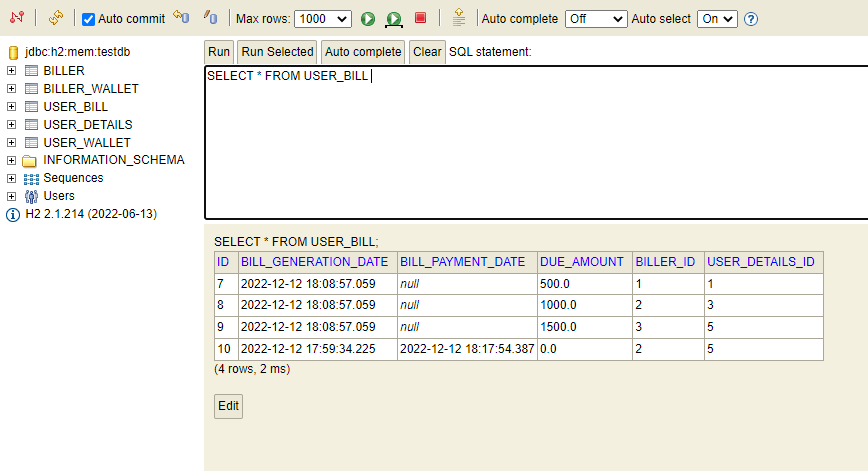 Auto commit Max rows: 1000 Auto complete Off Auto select On
jdbc:h2:mem:testdb
BILLER
BILLER_WALLET
USER_BILL
USER_DETAILS
USER_WALLET
INFORMATION_SCHEMA
Sequences
Users
H2 2.1.214 (2022-06-13)
Run Run Selected Auto complete Clear SQL statement:
SELECT * FROM USER_BILL
SELECT * FROM USER_BILL;
ID BILL_GENERATION_DATE BILL_PAYMENT_DATE DUE_AMOUNT BILLER_ID USER_DETAILS_ID
7 2022-12-12 18:08:57.059 null 500.0 1 1
8 2022-12-12 18:08:57.059 null 1000.0 2 3
9 2022-12-12 18:08:57.059 null 1500.0 3 5
10 2022-12-12 17:59:34.225 2022-12-12 18:17:54.387 0.0 2 5
(4 rows, 2 ms)
Edit